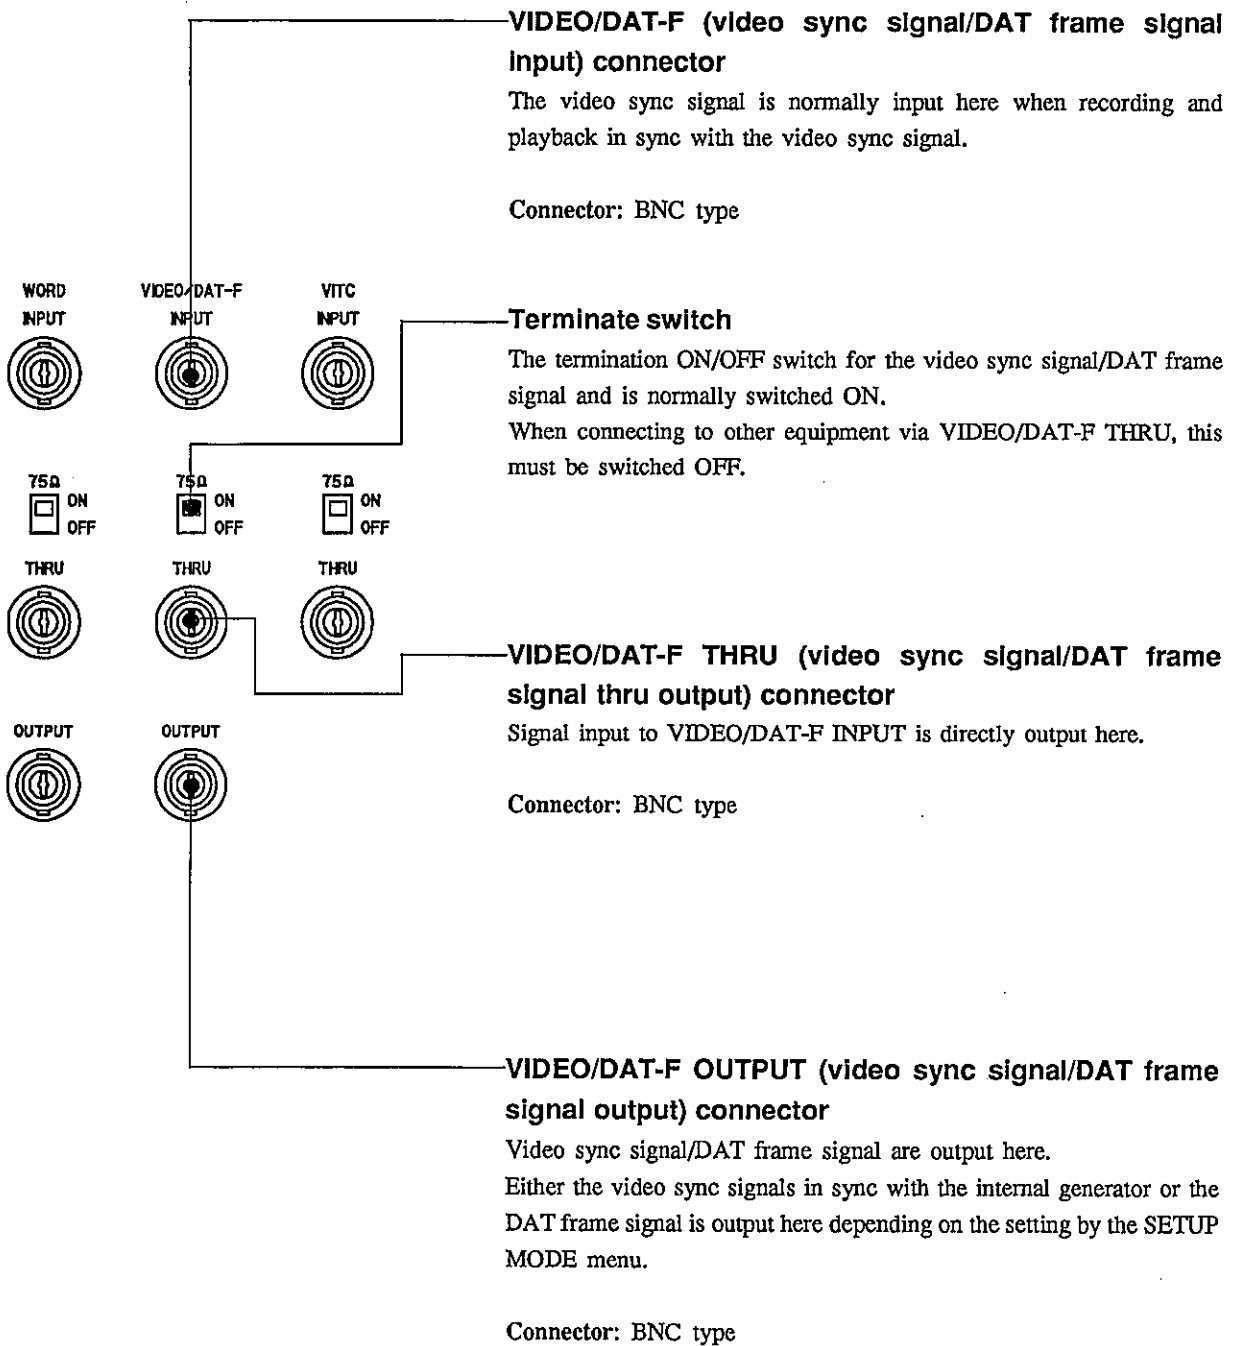 VIDEO/DAT-F (video sync signal/DAT frame signal
input) connector
The video sync signal is normally input here when recording and
playback in sync with the video sync signal.
Connector: BNC type
WORD
INPUT
VIDEO/DAT-F
INPUT
VITC
INPUT
Terminate switch
The termination ON/OFF switch for the video sync signal/DAT frame
signal and is normally switched ON.
When connecting to other equipment via VIDEO/DAT-F THRU, this
must be switched OFF.
75Ω
ON
OFF
75Ω
ON
OFF
75Ω
ON
OFF
THRU
THRU
THRU
VIDEO/DAT-F THRU (video sync signal/DAT frame
signal thru output) connector
Signal input to VIDEO/DAT-F INPUT is directly output here.
Connector: BNC type
OUTPUT
OUTPUT
VIDEO/DAT-F OUTPUT (video sync signal/DAT frame
signal output) connector
Video sync signal/DAT frame signal are output here.
Either the video sync signals in sync with the internal generator or the
DAT frame signal is output here depending on the setting by the SETUP
MODE menu.
Connector: BNC type